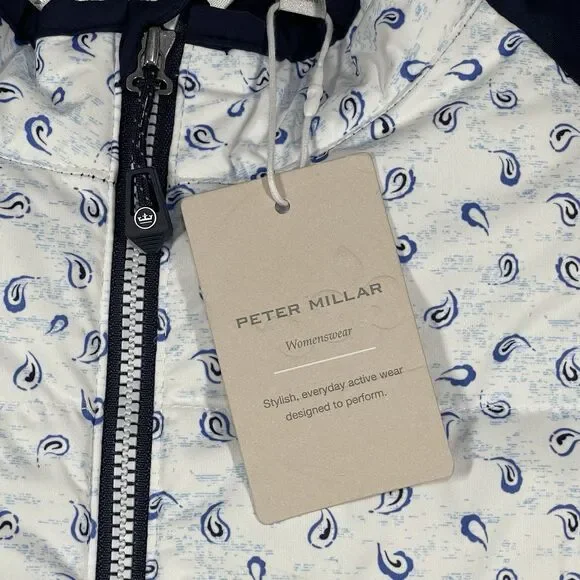 PETER MILLAR
Womenswear
Stylish, everyday active wear
designed to perform.